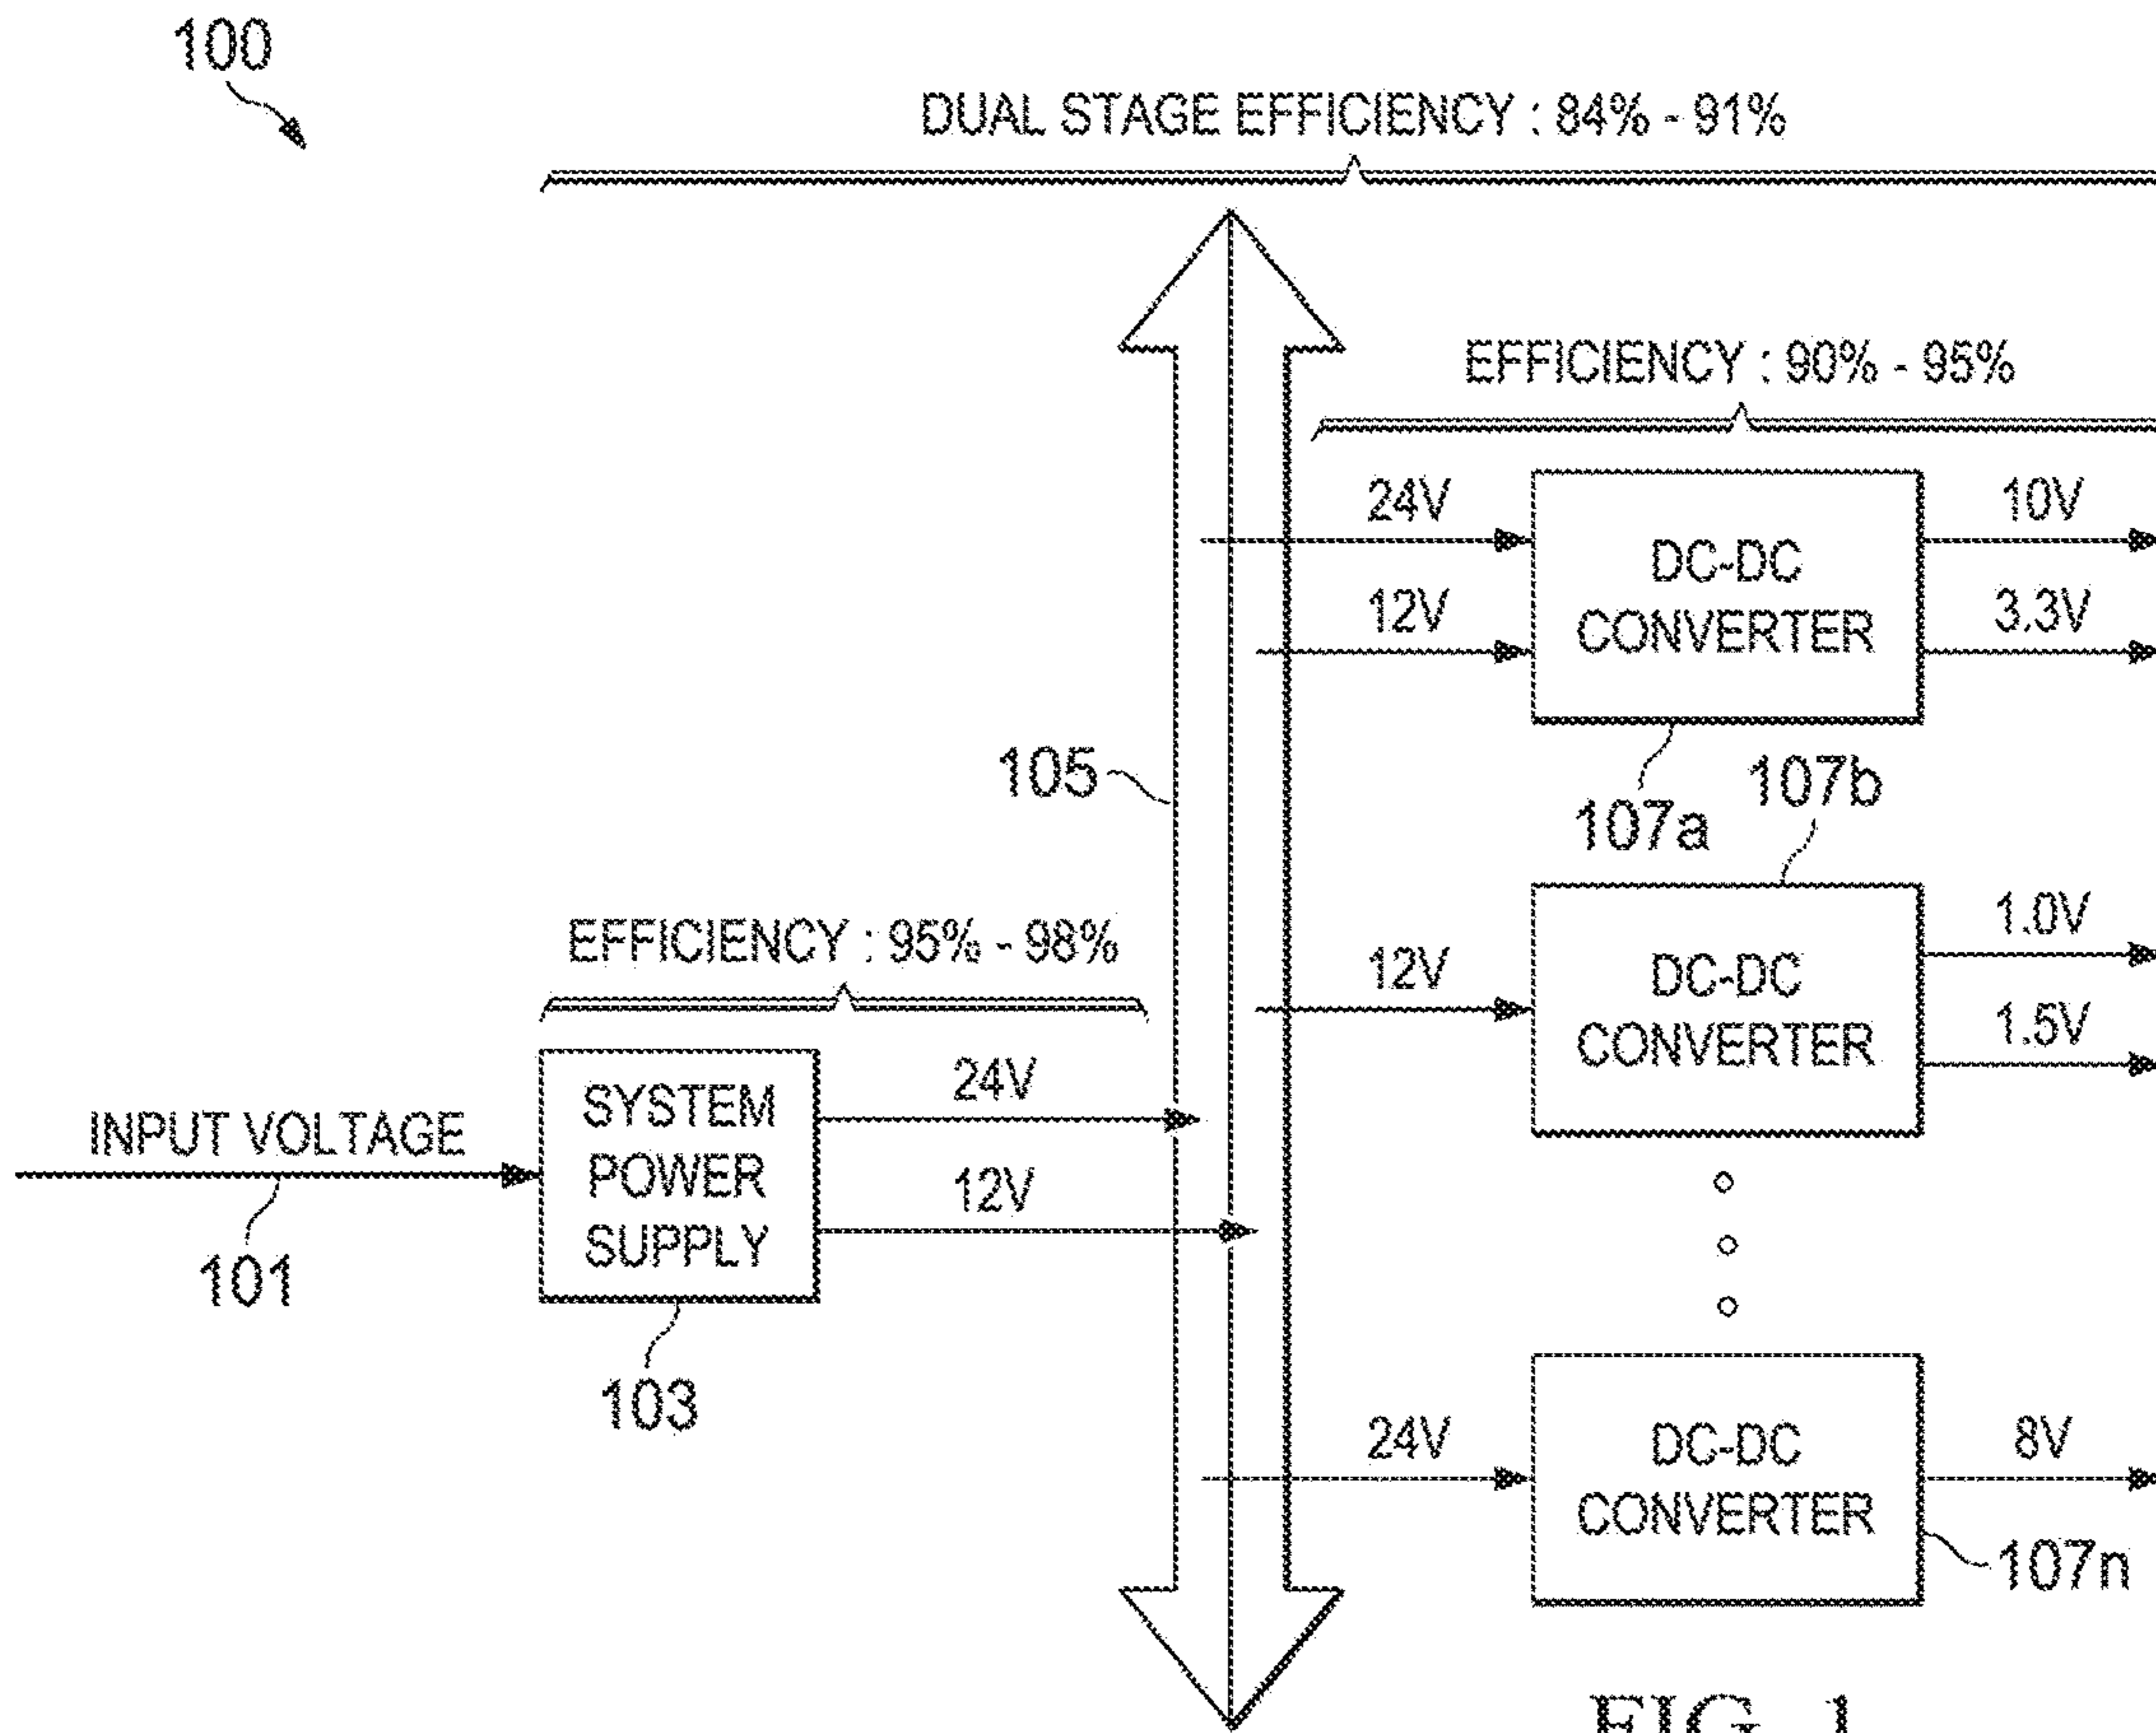 100
DUAL STAGE EFFICIENCY : 84% - 91%
EFFICIENCY : 90% - 95%
24V
12V
DC-DC
CONVERTER
10V
3.3V
105
107a
107b
EFFICIENCY : 95% - 98%
12V
DC-DC
CONVERTER
1.0V
1.5V
INPUT VOLTAGE
101
SYSTEM
POWER
SUPPLY
103
24V
12V
24V
DC-DC
CONVERTER
8V
107n
FIG. 1